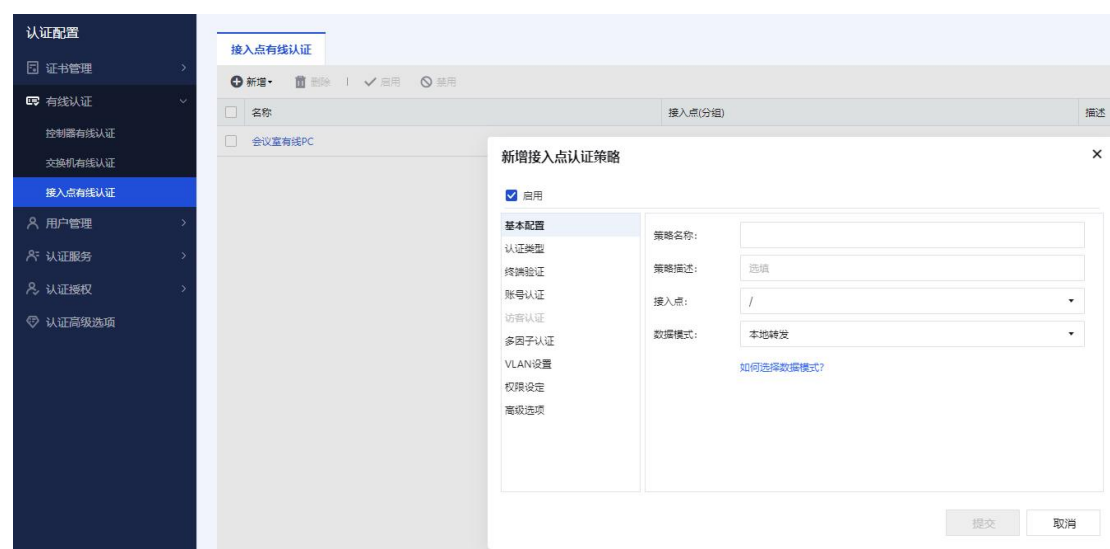 认证配置
证书管理
有线认证
控制器有线认证
交换机有线认证
接入点有线认证
用户管理
认证服务
认证授权
认证高级选项
接入点有线认证
新增 删除 启用 禁用
名称 接入点(分组) 描述
会议室有线PC
新增接入点认证策略
启用
基本配置
认证类型
终端验证
账号认证
访客认证
多因子认证
VLAN设置
权限设定
高级选项
策略名称:
策略描述: 选填
接入点: /
数据模式: 本地转发
如何选择数据模式?
提交 取消